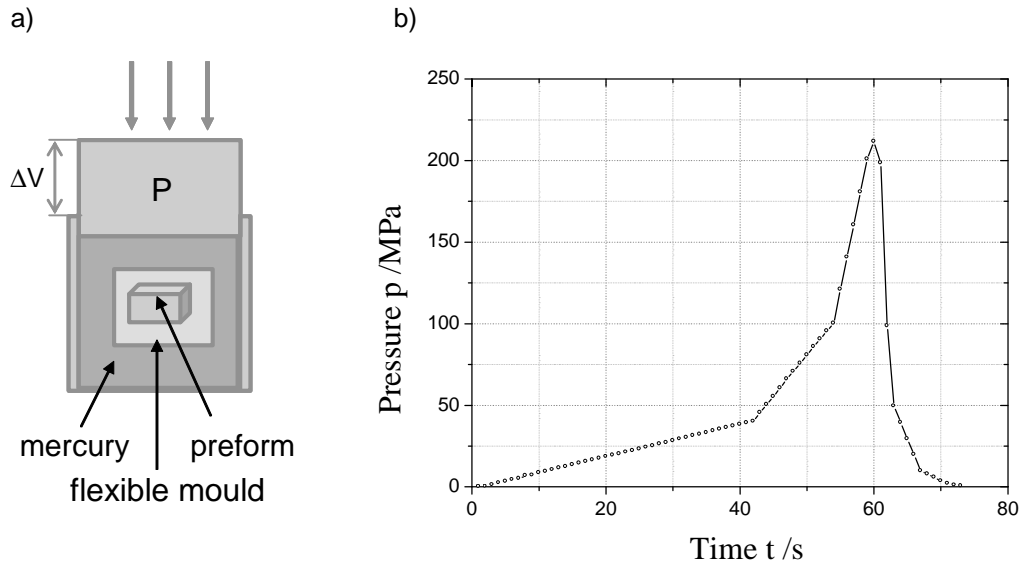 a)
ΔV
P
mercury
preform
flexible mould
b)
Pressure p /MPa
250
200
150
100
50
0
0 20 40 60 80
Time t /s